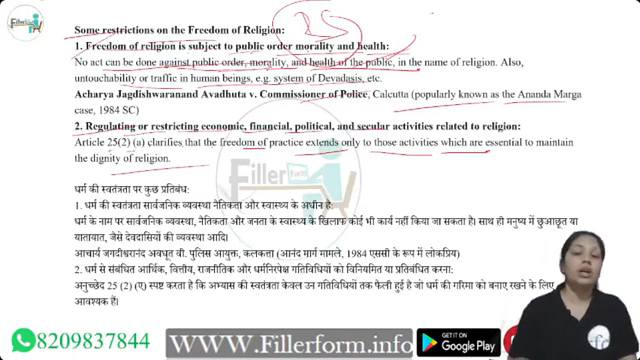 Fillerform
25
Some restrictions on the Freedom of Religion:
1. Freedom of religion is subject to public order morality and health:
No act can be done against public order, morality, and health of the public, in the name of religion. Also,
untouchability or traffic in human beings, e.g. system of Devadasis, etc.
Acharya Jagdishwaranand Avadhuta v. Commissioner of Police, Calcutta (popularly known as the Ananda Marga
case, 1984 SC)
2. Regulating or restricting economic, financial, political, and secular activities related to religion:
Article 25(2) (a) clarifies that the freedom of practice extends only to those activities which are essential to maintain
the dignity of religion.
Fillerform
धर्म की स्वतंत्रता पर कुछ प्रतिबंध:
1. धर्म की स्वतंत्रता सार्वजनिक व्यवस्था नैतिकता और स्वास्थ्य के अधीन है:
धर्म के नाम पर सार्वजनिक व्यवस्था, नैतिकता और जनता के स्वास्थ्य के खिलाफ कोई भी कार्य नहीं किया जा सकता है। साथ ही मनुष्य में छुआछूत या
यातायात, जैसे देवदासियों की व्यवस्था आदि।
आचार्य जगदीश्वरानंद अवधूत वी. पुलिस आयुक्त, कलकत्ता (आनंद मार्ग मामले, 1984 एससी के रूप में लोकप्रिय)
2. धर्म से संबंधित आर्थिक, वित्तीय, राजनीतिक और धर्मनिरपेक्ष गतिविधियों को विनियमित या प्रतिबंधित करना:
अनुच्छेद 25 (2) (ए) स्पष्ट करता है कि अभ्यास की स्वतंत्रता केवल उन गतिविधियों तक फैली हुई है जो धर्म की गरिमा को बनाए रखने के लिए
आवश्यक हैं।
8209837844
www.Fillerform.info
GET IT ON
Google Play